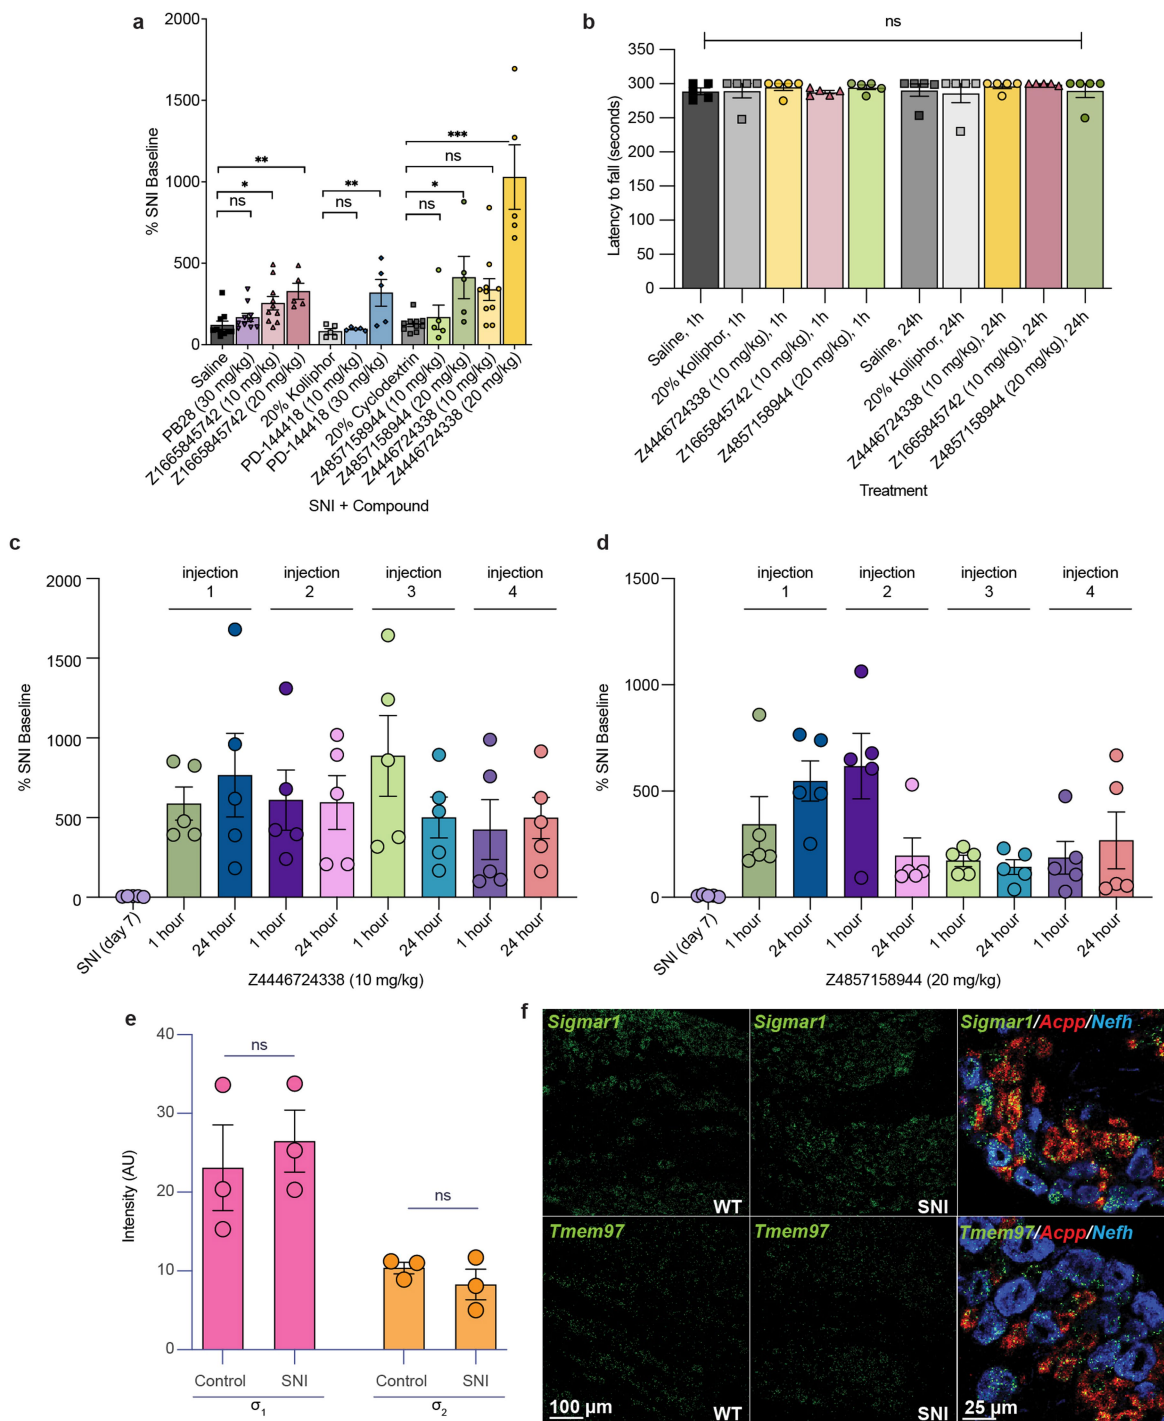 a
2000
1500
1000
500
0
% SNI Baseline
**
*
ns
**
ns
***
ns
*
ns
Saline
PB28 (30 mg/kg)
Z1665845742 (10 mg/kg)
Z1665845742 (20 mg/kg)
20% Kolliphor
PD-144418 (10 mg/kg)
PD-144418 (30 mg/kg)
20% Cyclodextrin
Z4857158944 (10 mg/kg)
Z4857158944 (20 mg/kg)
Z4446724338 (10 mg/kg)
Z4446724338 (20 mg/kg)
SNI + Compound
b
ns
350
300
250
200
150
100
50
0
Latency to fall (seconds)
Saline, 1h
20% Kolliphor, 1h
Z4446724338 (10 mg/kg), 1h
Z1665845742 (10 mg/kg), 1h
Z4857158944 (20 mg/kg), 1h
Saline, 24h
20% Kolliphor, 24h
Z4446724338 (10 mg/kg), 24h
Z1665845742 (10 mg/kg), 24h
Z4857158944 (20 mg/kg), 24h
Treatment
c
2000
1500
1000
500
0
% SNI Baseline
injection
1
injection
2
injection
3
injection
4
SNI (day 7)
1 hour
24 hour
1 hour
24 hour
1 hour
24 hour
1 hour
24 hour
Z4446724338 (10 mg/kg)
d
1500
1000
500
0
% SNI Baseline
injection
1
injection
2
injection
3
injection
4
SNI (day 7)
1 hour
24 hour
1 hour
24 hour
1 hour
24 hour
1 hour
24 hour
Z4857158944 (20 mg/kg)
e
40
30
20
10
0
Intensity (AU)
ns
ns
Control
SNI
Control
SNI
σ1
σ2
f
Sigmar1
WT
Sigmar1
SNI
Sigmar1/Acpp/Nefh
Tmem97
100 µm
WT
Tmem97
SNI
Tmem97/Acpp/Nefh
25 µm